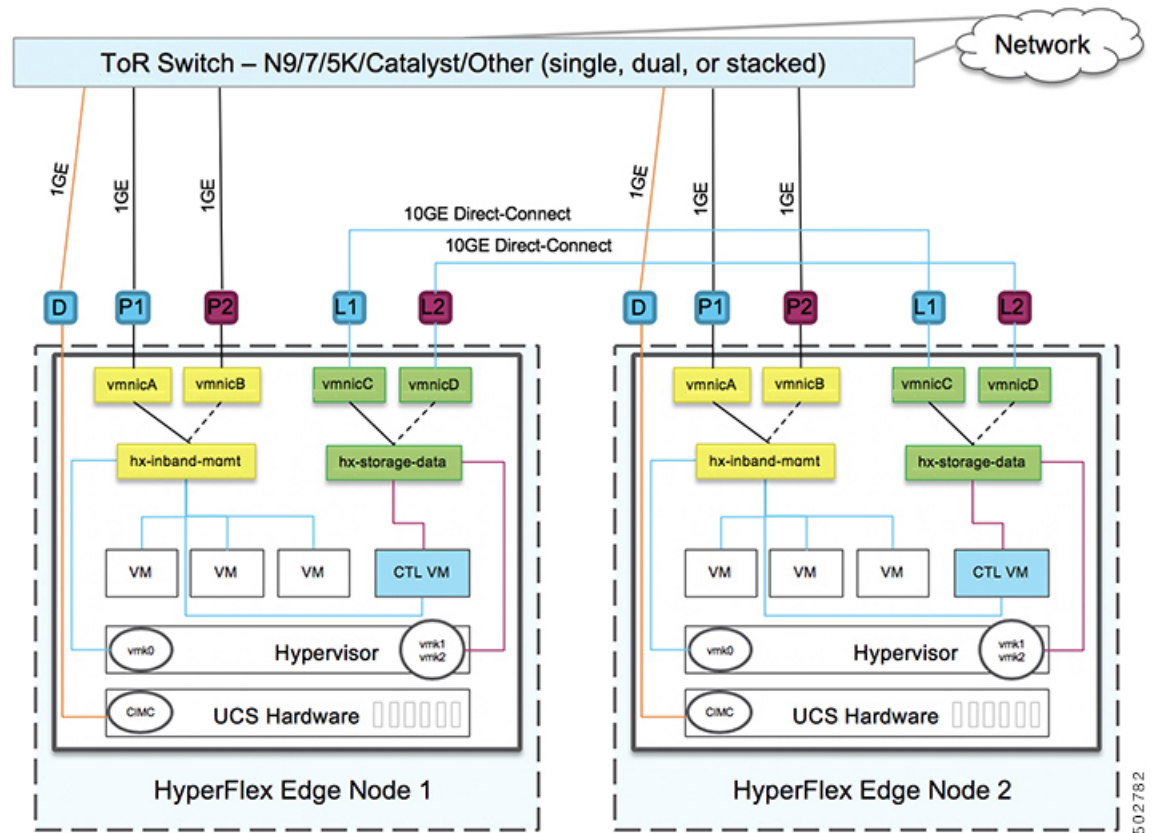 Network
ToR Switch – N9/7/5K/Catalyst/Other (single, dual, or stacked)
1GE
1GE
1GE
1GE
1GE
1GE
10GE Direct-Connect
10GE Direct-Connect
D
P1
P2
L1
L2
D
P1
P2
L1
L2
vmnicA
vmnicB
vmnicC
vmnicD
vmnicA
vmnicB
vmnicC
vmnicD
hx-inband-mgmt
hx-storage-data
hx-inband-mgmt
hx-storage-data
VM
VM
VM
CTL VM
VM
VM
VM
CTL VM
vmk0
Hypervisor
vmk1
vmk2
vmk0
Hypervisor
vmk1
vmk2
CIMC
UCS Hardware
CIMC
UCS Hardware
HyperFlex Edge Node 1
HyperFlex Edge Node 2
502782